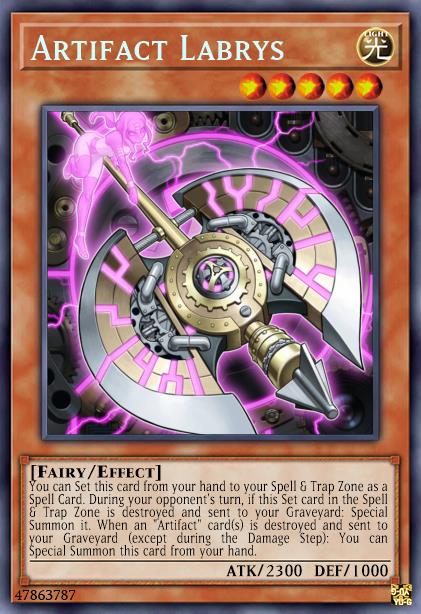 Artifact Labrys
LIGHT
光
[Fairy/Effect]
You can Set this card from your hand to your Spell & Trap Zone as a
Spell Card. During your opponent's turn, if this Set card in the Spell
& Trap Zone is destroyed and sent to your Graveyard: Special
Summon it. When an "Artifact" card(s) is destroyed and sent to
your Graveyard (except during the Damage Step): You can
Special Summon this card from your hand.
ATK/2300 DEF/1000
47863787